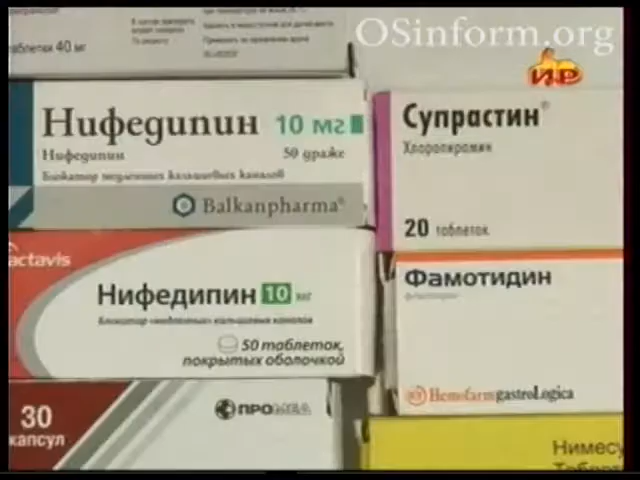 OSinform.org
ИР
таблетки 40 мг
Нифедипин 10 мг
Нифедипин
50 драже
Блокатор медленных кальциевых каналов
Balkanpharma®
Супрастин®
Хлоропирамин
20 таблеток
actavis
Нифедипин 10 мг
Блокатор «медленных» кальциевых каналов
50 таблеток,
покрытых оболочкой
Фамотидин
Hemofarm gastroLogica
30
капсул
Нимесу